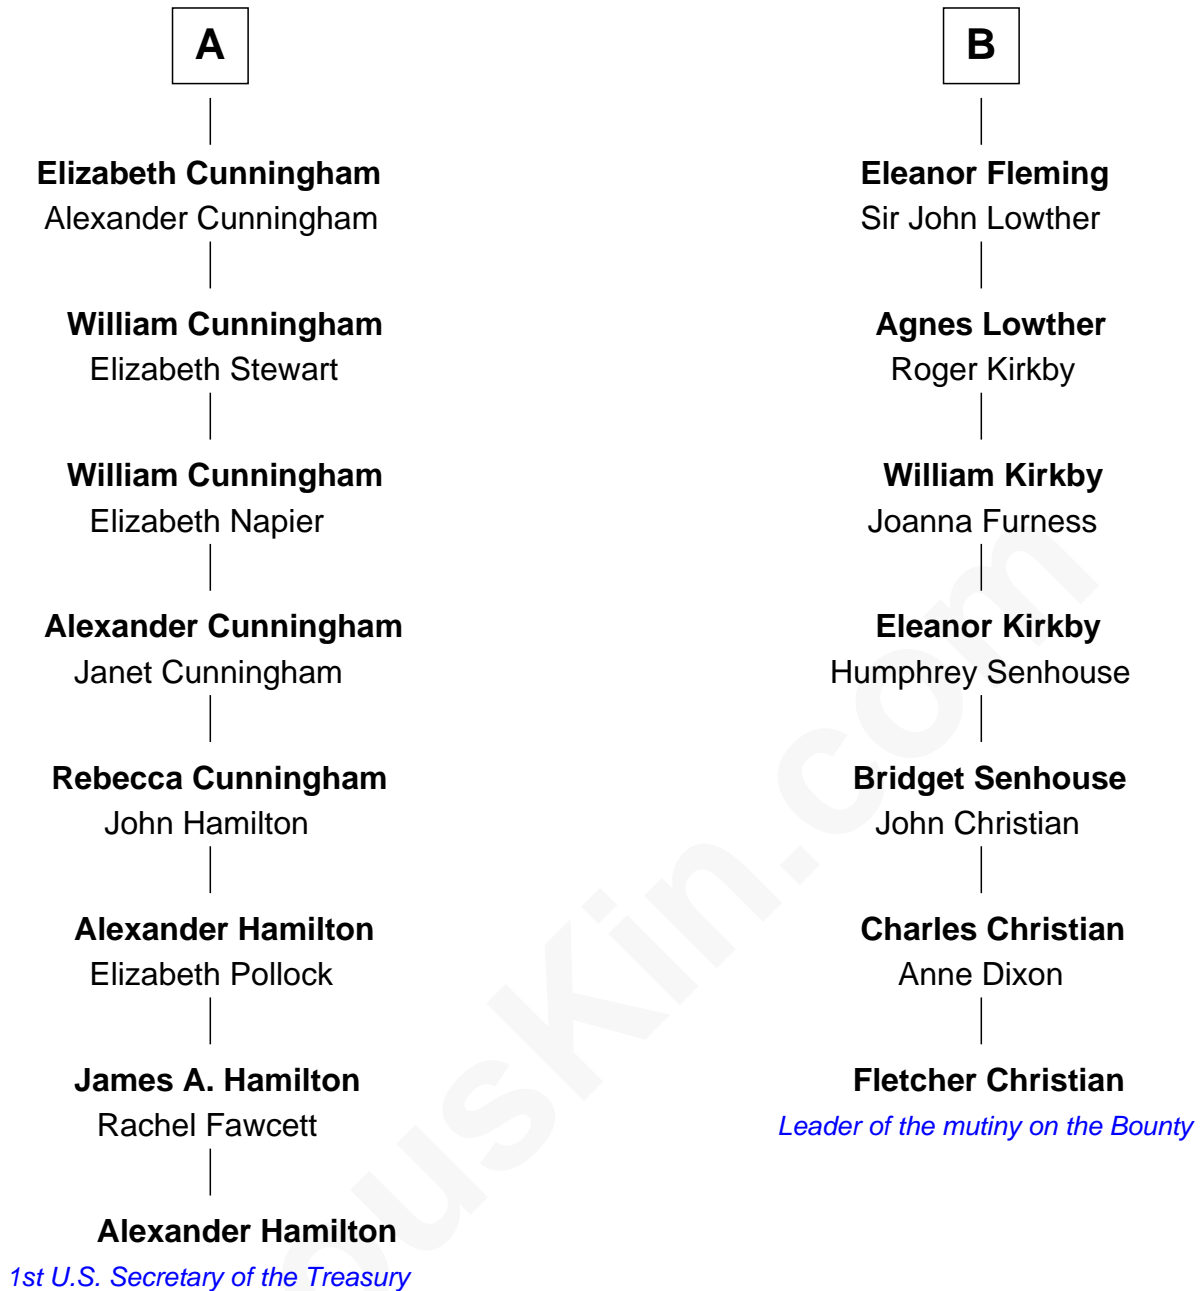 A
Elizabeth Cunningham
Alexander Cunningham
William Cunningham
Elizabeth Stewart
William Cunningham
Elizabeth Napier
Alexander Cunningham
Janet Cunningham
Rebecca Cunningham
John Hamilton
Alexander Hamilton
Elizabeth Pollock
James A. Hamilton
Rachel Fawcett
Alexander Hamilton
1st U.S. Secretary of the Treasury
B
Eleanor Fleming
Sir John Lowther
Agnes Lowther
Roger Kirkby
William Kirkby
Joanna Furness
Eleanor Kirkby
Humphrey Senhouse
Bridget Senhouse
John Christian
Charles Christian
Anne Dixon
Fletcher Christian
Leader of the mutiny on the Bounty